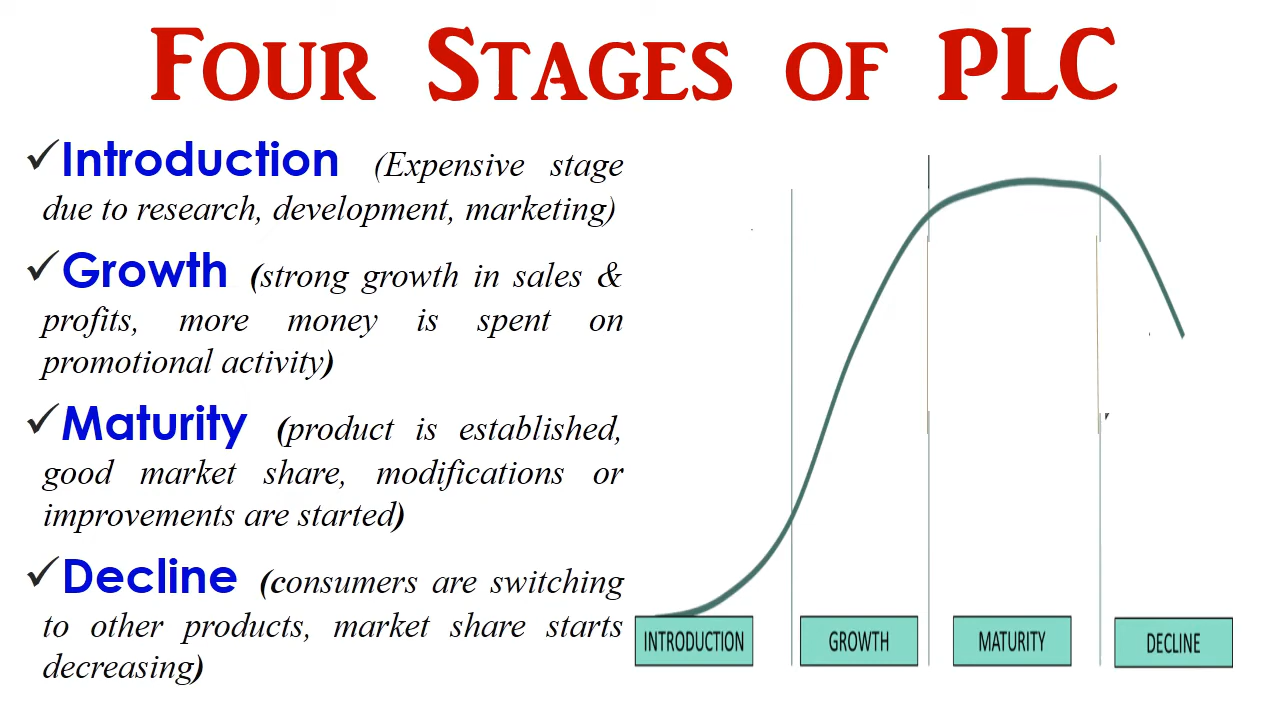 FOUR STAGES OF PLC
✓Introduction (Expensive stage
due to research, development, marketing)
✓Growth (strong growth in sales &
profits, more money is spent on
promotional activity)
✓Maturity (product is established,
good market share, modifications or
improvements are started)
✓Decline (consumers are switching
to other products, market share starts
decreasing)
INTRODUCTION
GROWTH
MATURITY
DECLINE